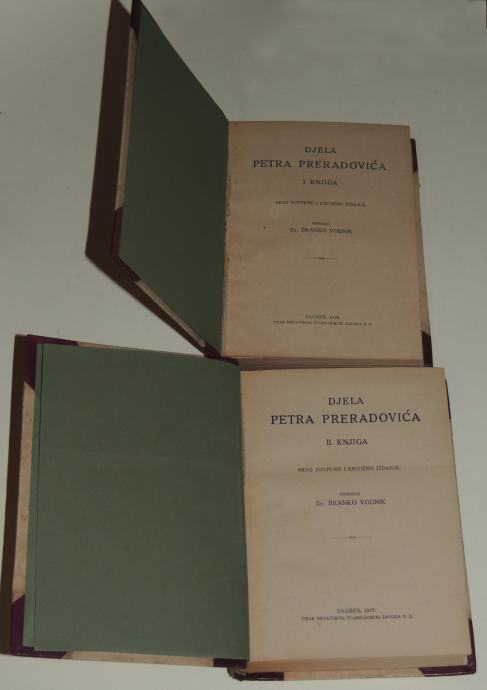 DJELA
PETRA PRERADOVIĆA
I. KNJIGA
PRVO POTPUNO I KRITIČNO IZDANJE.
PRIREDIO
Dr. BRANKO VODNIK
ZAGREB, 1918.
TISAK HRVATSKOG ŠTAMPARSKOG ZAVODA D. D.
DJELA
PETRA PRERADOVIĆA
II. KNJIGA
PRVO POTPUNO I KRITIČNO IZDANJE.
PRIREDIO
Dr. BRANKO VODNIK
ZAGREB, 1919.
TISAK HRVATSKOG ŠTAMPARSKOG ZAVODA D. D.